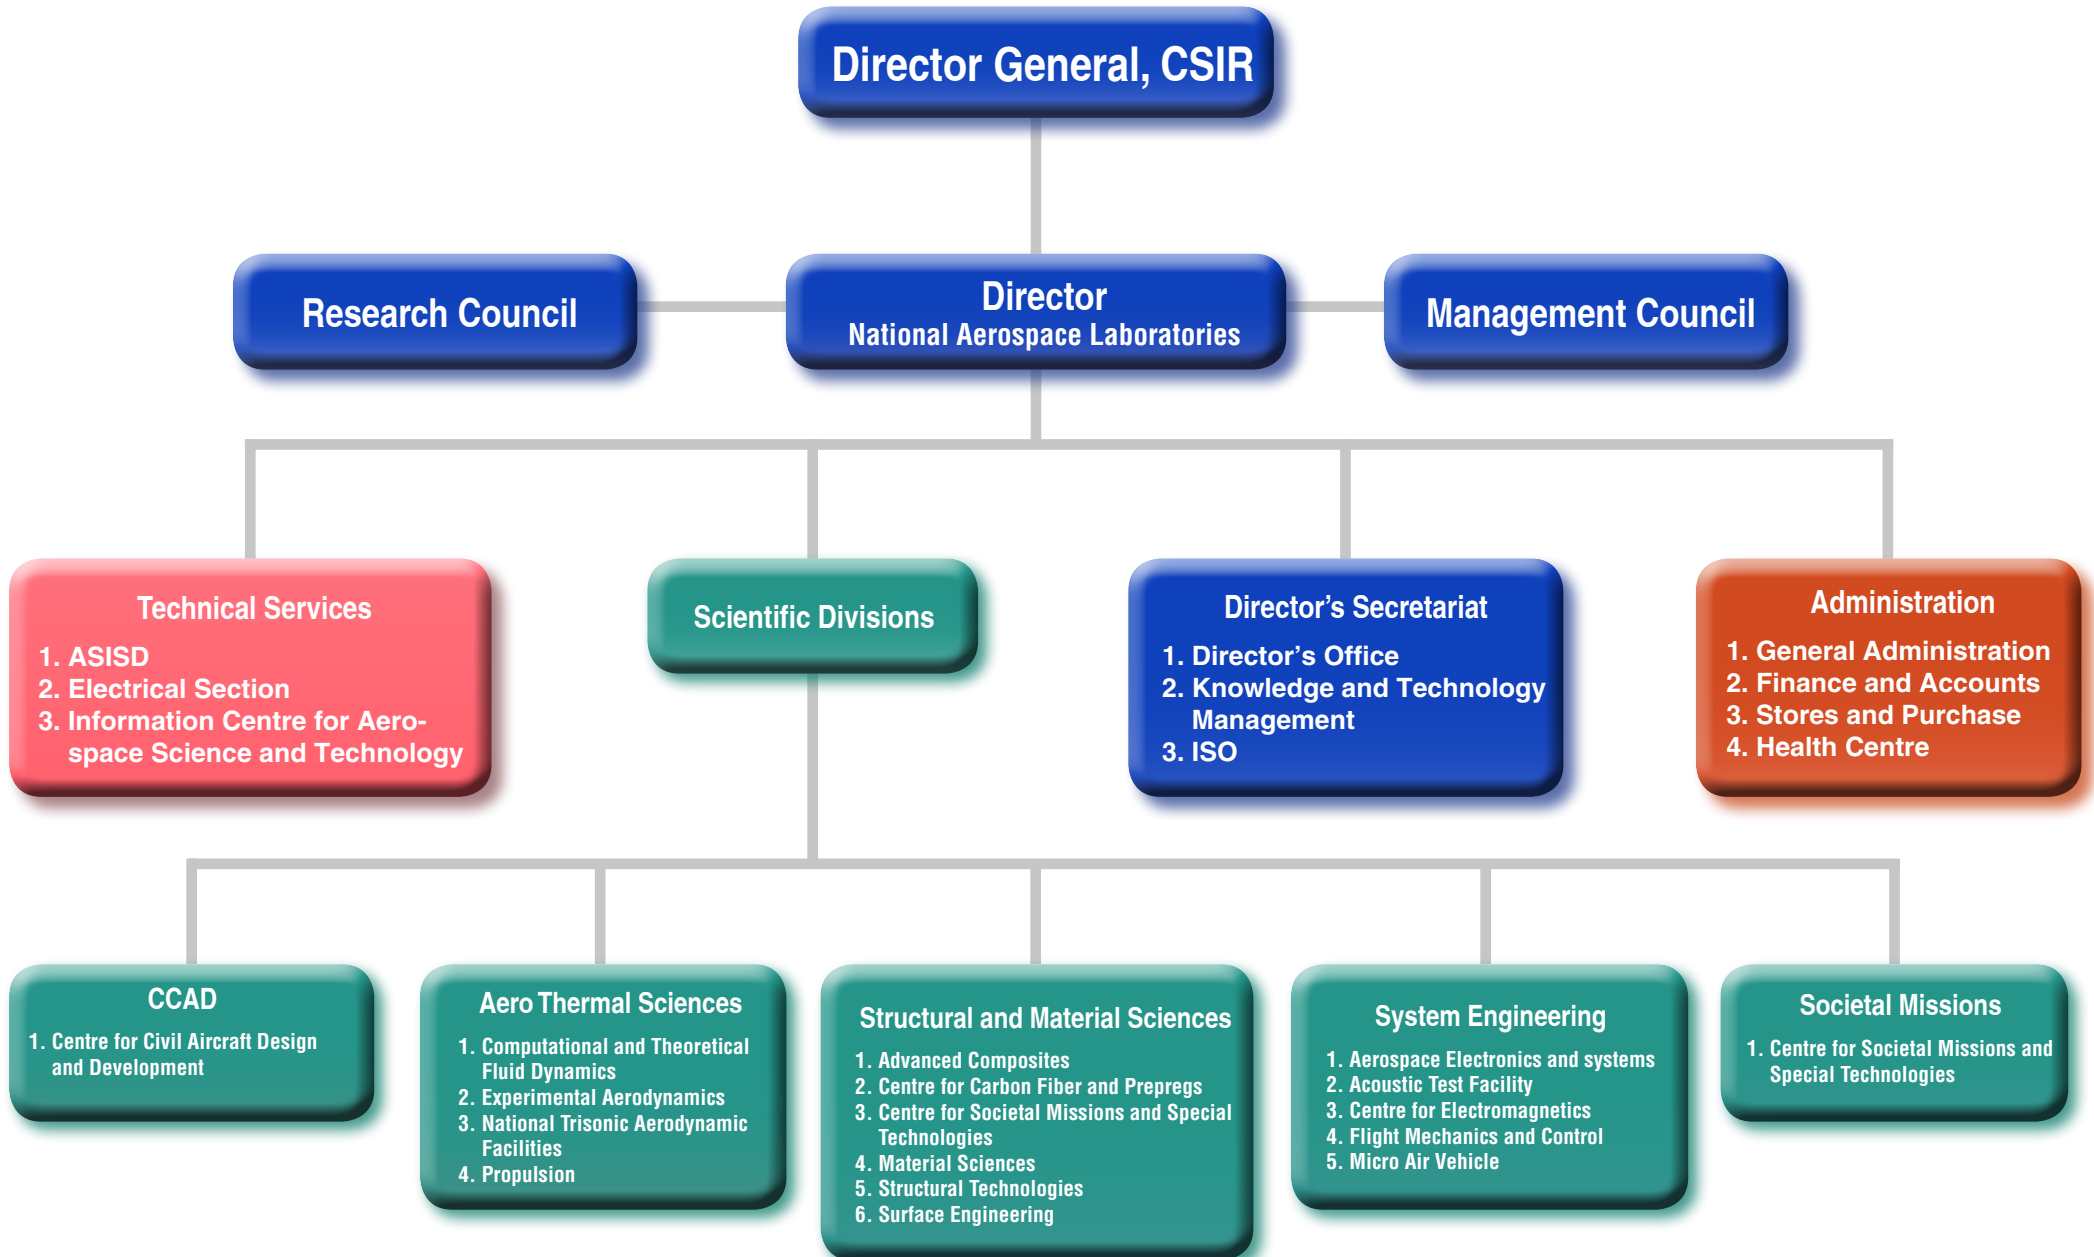 Director General, CSIR
Research Council
Director
National Aerospace Laboratories
Management Council
Technical Services
1. ASISD
2. Electrical Section
3. Information Centre for Aero-
space Science and Technology
Scientific Divisions
Director's Secretariat
1. Director's Office
2. Knowledge and Technology
Management
3. ISO
Administration
1. General Administration
2. Finance and Accounts
3. Stores and Purchase
4. Health Centre
CCAD
1. Centre for Civil Aircraft Design
and Development
Aero Thermal Sciences
1. Computational and Theoretical
Fluid Dynamics
2. Experimental Aerodynamics
3. National Trisonic Aerodynamic
Facilities
4. Propulsion
Structural and Material Sciences
1. Advanced Composites
2. Centre for Carbon Fiber and Prepregs
3. Centre for Societal Missions and Special
Technologies
4. Material Sciences
5. Structural Technologies
6. Surface Engineering
System Engineering
1. Aerospace Electronics and systems
2. Acoustic Test Facility
3. Centre for Electromagnetics
4. Flight Mechanics and Control
5. Micro Air Vehicle
Societal Missions
1. Centre for Societal Missions and
Special Technologies